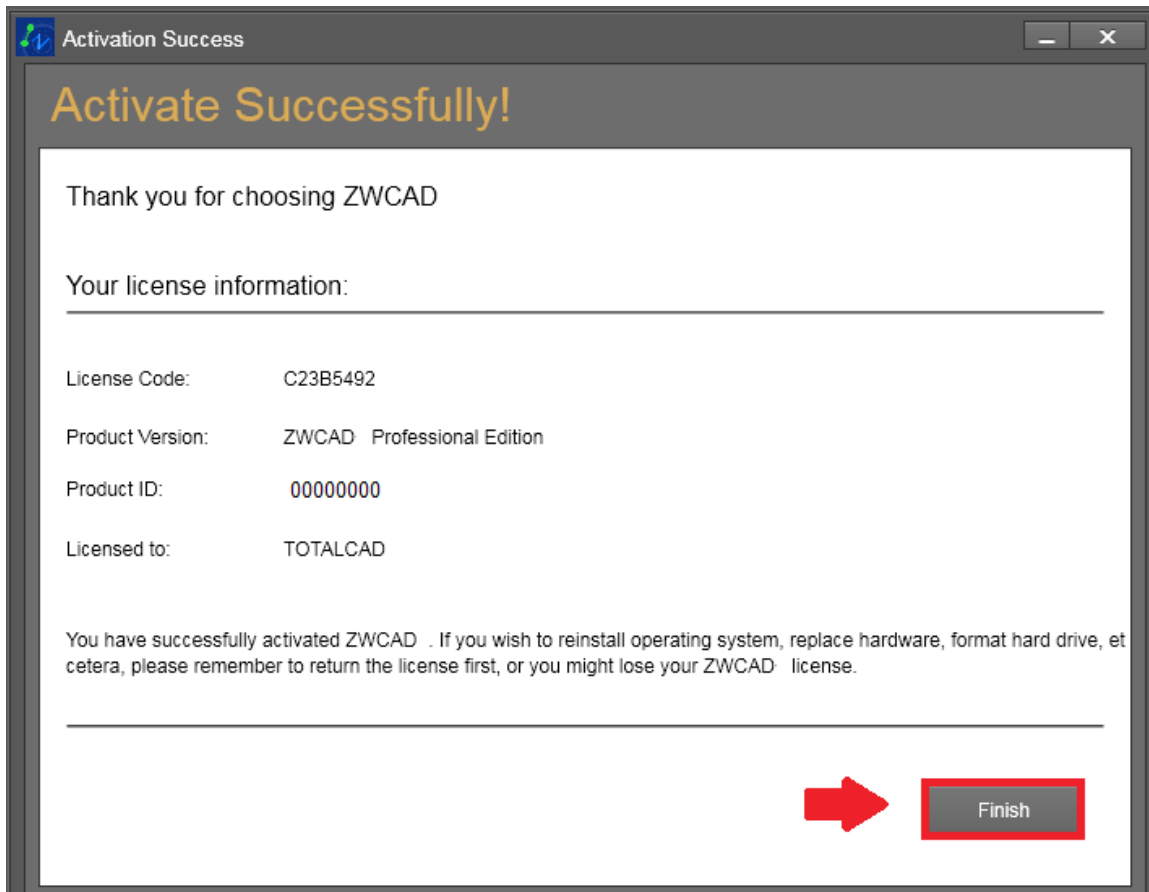 Activation Success
Activate Successfully!
Thank you for choosing ZWCAD
Your license information:
License Code: C23B5492
Product Version: ZWCAD Professional Edition
Product ID: 00000000
Licensed to: TOTALCAD
You have successfully activated ZWCAD . If you wish to reinstall operating system, replace hardware, format hard drive, et
cetera, please remember to return the license first, or you might lose your ZWCAD license.
Finish